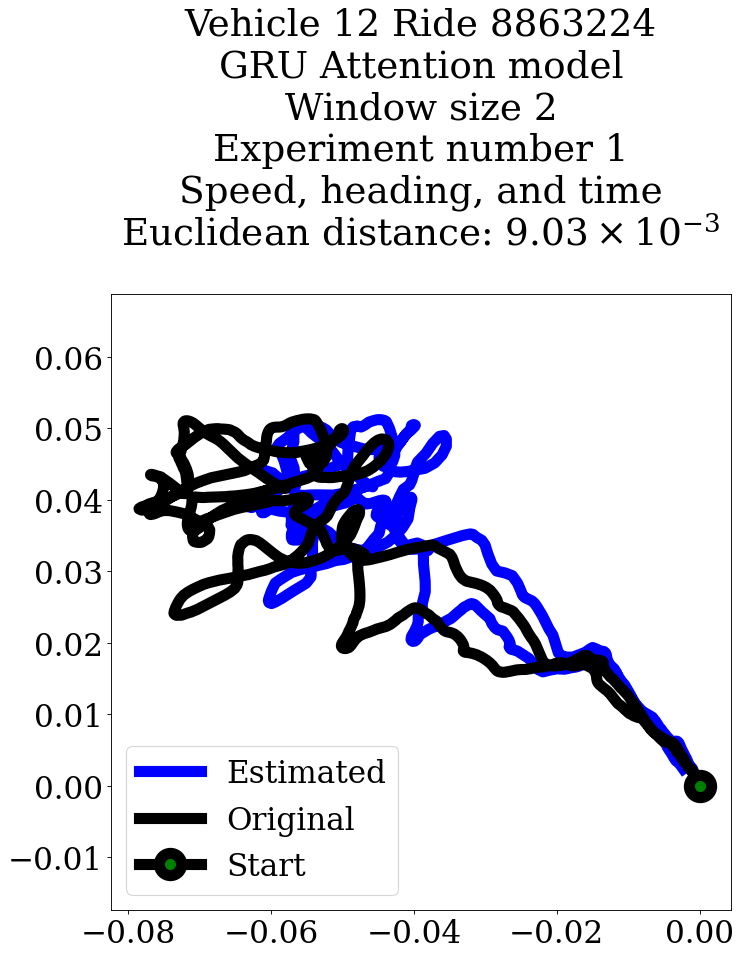 Vehicle 12 Ride 8863224
GRU Attention model
Window size 2
Experiment number 1
Speed, heading, and time
Euclidean distance: 9.03 × 10⁻³
0.06
0.05
0.04
0.03
0.02
0.01
0.00
−0.01
Estimated
Original
Start
−0.08 −0.06 −0.04 −0.02 0.00